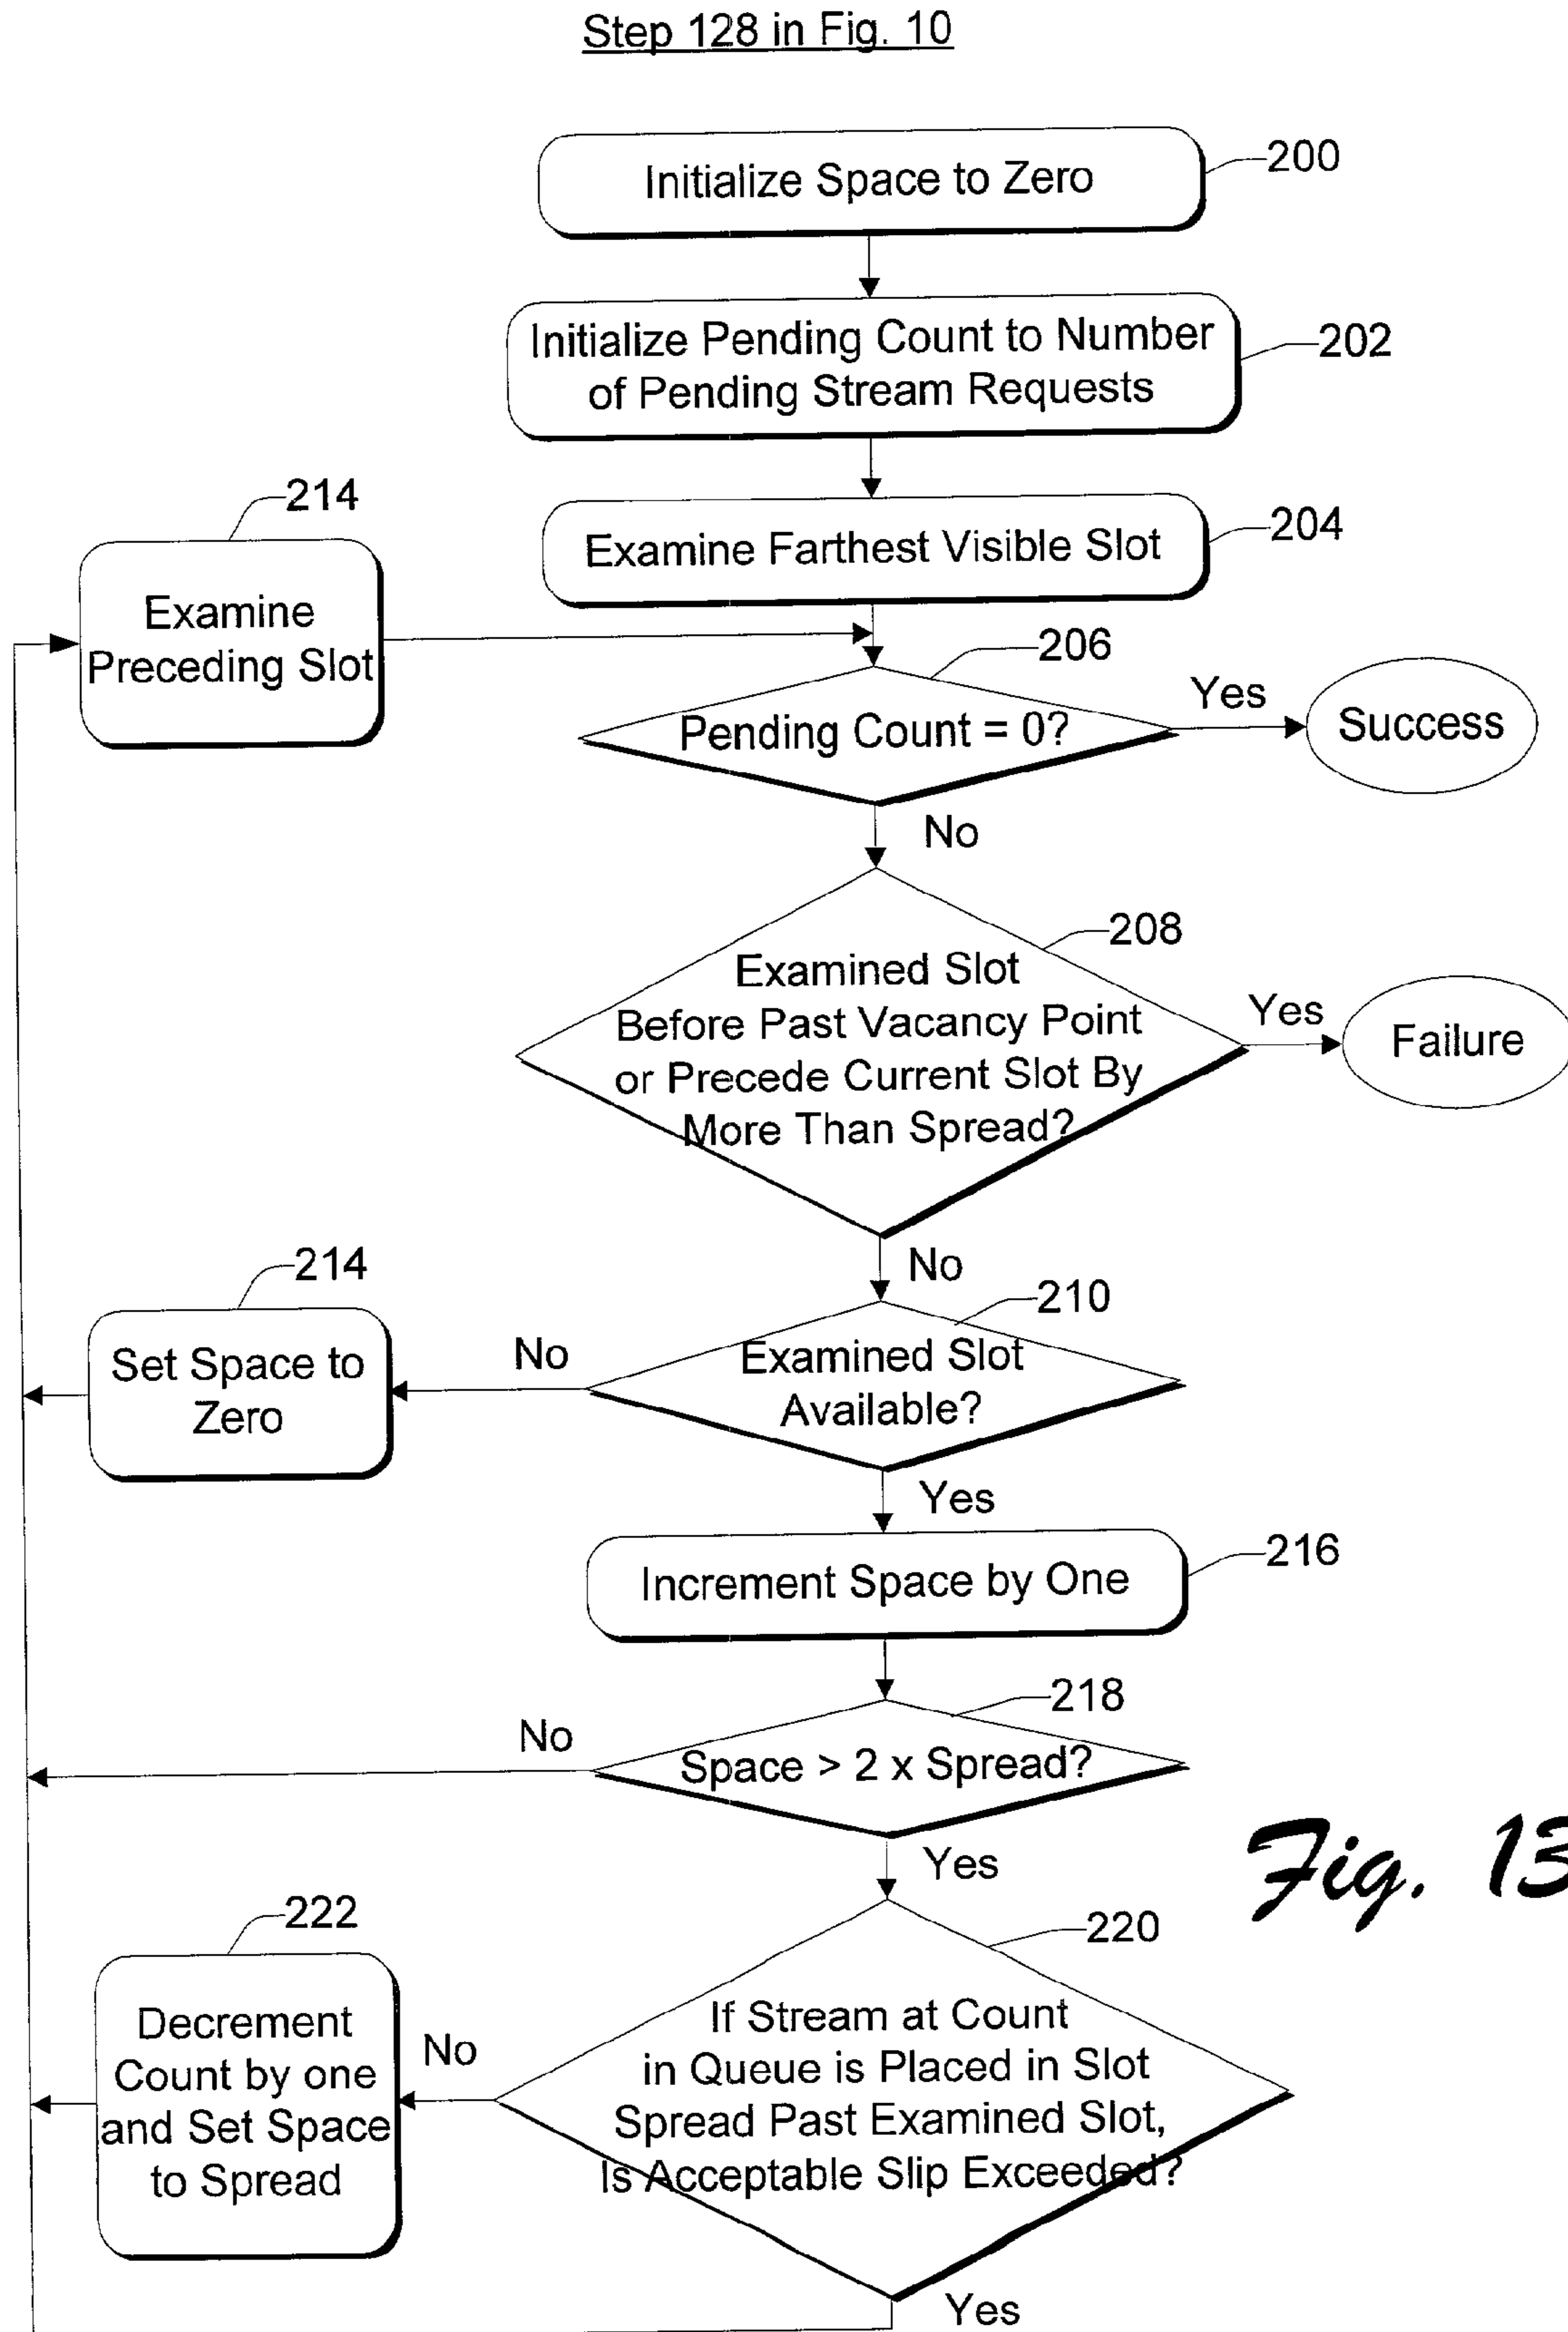 Step 128 in Fig. 10
Initialize Space to Zero
200
Initialize Pending Count to Number
of Pending Stream Requests
202
214
Examine
Preceding Slot
Examine Farthest Visible Slot
204
206
Pending Count = 0?
Yes
Success
No
208
Examined Slot
Before Past Vacancy Point
or Precede Current Slot By
More Than Spread?
Yes
Failure
No
214
Set Space to
Zero
No
210
Examined Slot
Available?
Yes
Increment Space by One
216
218
No
Space > 2 x Spread?
Yes
Fig. 13
222
Decrement
Count by one
and Set Space
to Spread
No
220
If Stream at Count
in Queue is Placed in Slot
Spread Past Examined Slot,
Is Acceptable Slip Exceeded?
Yes